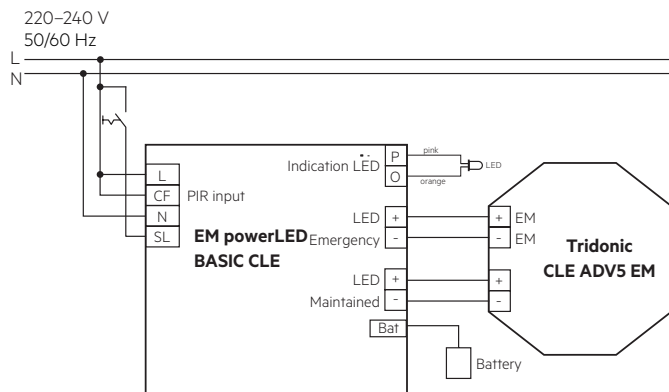 220–240 V
50/60 Hz
L
N
L
CF PIR input
N
SL
EM powerLED
BASIC CLE
Indication LED
P
O
pink
orange
LED
LED +
Emergency -
LED +
Maintained -
Bat
Battery
+ EM
- EM
+
-
Tridonic
CLE ADV5 EM